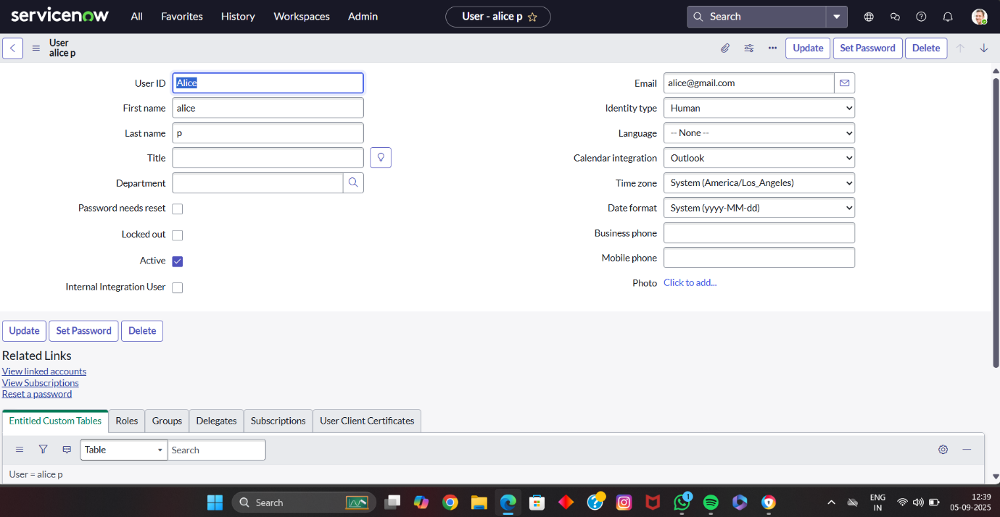 servicenow All Favorites History Workspaces Admin User - alice p Search
User
alice p
Update Set Password Delete
User ID Alice
First name alice
Last name p
Title
Department
Password needs reset
Locked out
Active
Internal Integration User
Email alice@gmail.com
Identity type Human
Language -- None --
Calendar integration Outlook
Time zone System (America/Los_Angeles)
Date format System (yyyy-MM-dd)
Business phone
Mobile phone
Photo Click to add...
Update Set Password Delete
Related Links
View linked accounts
View Subscriptions
Reset a password
Entitled Custom Tables Roles Groups Delegates Subscriptions User Client Certificates
Table Search
User = alice p
Search 1 ENG 12:39
IN 05-09-2025